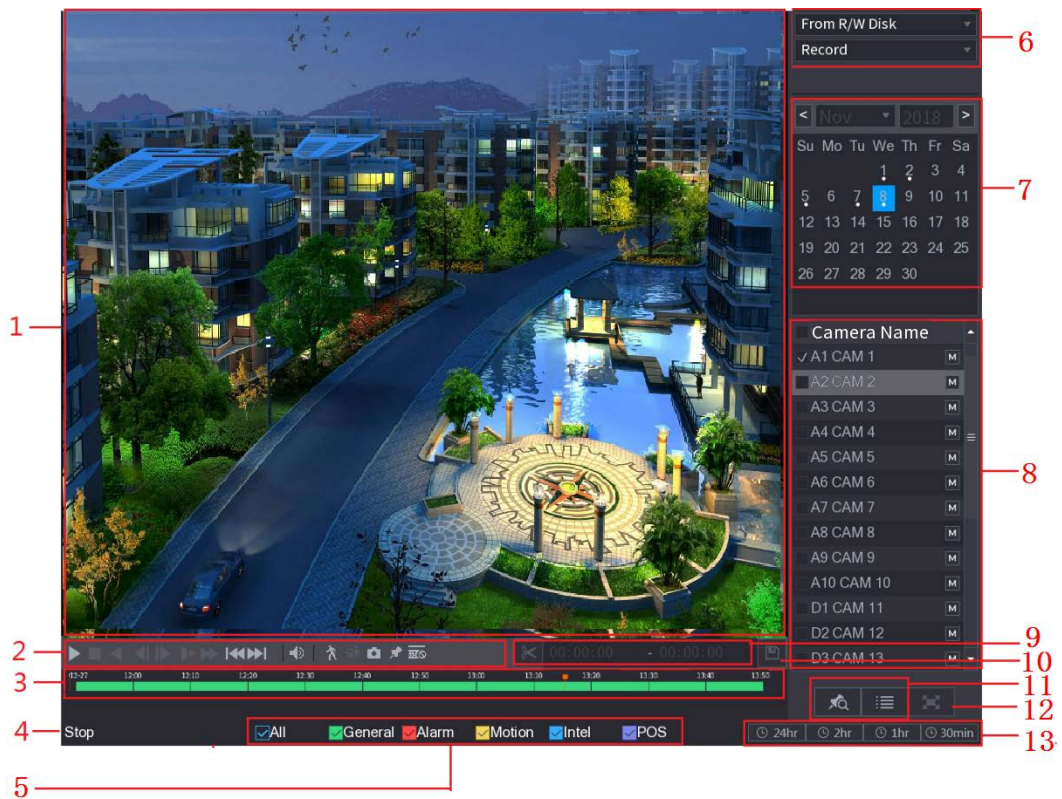 From R/W Disk
Record
6
< Nov 2018 >
Su Mo Tu We Th Fr Sa
1 2 3 4
5 6 7 8 9 10 11
12 13 14 15 16 17 18
19 20 21 22 23 24 25
26 27 28 29 30
7
1
Camera Name
A1 CAM 1 M
A2 CAM 2 M
A3 CAM 3 M
A4 CAM 4 M
A5 CAM 5 M
A6 CAM 6 M
A7 CAM 7 M
A8 CAM 8 M
A9 CAM 9 M
A10 CAM 10 M
D1 CAM 11 M
D2 CAM 12 M
D3 CAM 13 M
8
2
00:00:00 - 00:00:00
9
10
3
12:00 12:10 12:20 12:30 12:40 12:50 13:00 13:10 13:20 13:30 13:40 13:50
11
12
4
Stop
All General Alarm Motion Intel POS
24hr 2hr 1hr 30min
13
5